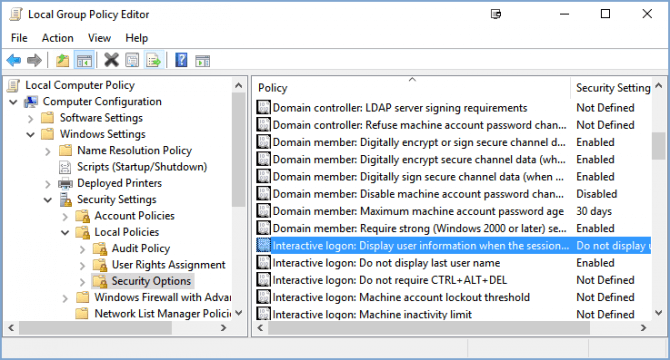 Local Group Policy Editor
File Action View Help
Local Computer Policy
Computer Configuration
Software Settings
Windows Settings
Name Resolution Policy
Scripts (Startup/Shutdown)
Deployed Printers
Security Settings
Account Policies
Local Policies
Audit Policy
User Rights Assignment
Security Options
Windows Firewall with Advar
Network List Manager Policie
Policy Security Setting
Domain controller: LDAP server signing requirements Not Defined
Domain controller: Refuse machine account password chan... Not Defined
Domain member: Digitally encrypt or sign secure channel d... Enabled
Domain member: Digitally encrypt secure channel data (wh... Enabled
Domain member: Digitally sign secure channel data (when ... Enabled
Domain member: Disable machine account password chan... Disabled
Domain member: Maximum machine account password age 30 days
Domain member: Require strong (Windows 2000 or later) se... Enabled
Interactive logon: Display user information when the session... Do not display u
Interactive logon: Do not display last user name Enabled
Interactive logon: Do not require CTRL+ALT+DEL Not Defined
Interactive logon: Machine account lockout threshold Not Defined
Interactive logon: Machine inactivity limit Not Defined